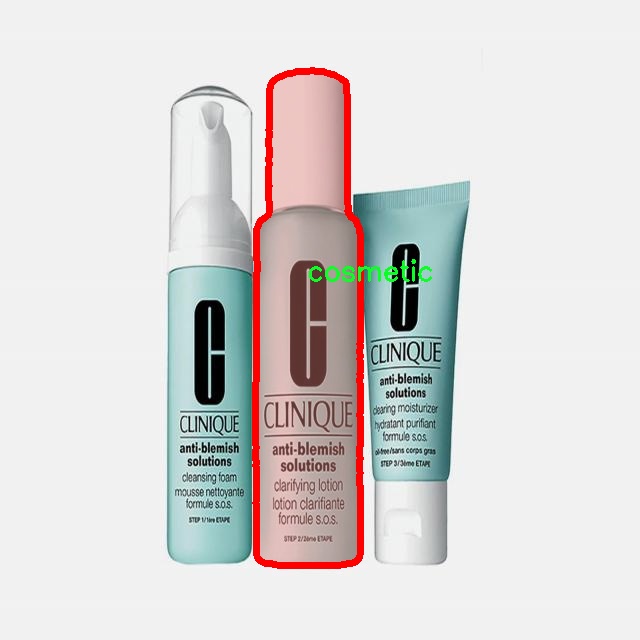 C
CLINIQUE
anti-blemish
solutions
cleansing foam
mousse nettoyante
formule s.o.s.
STEP 1/1ère ETAPE
C
cosmetic
CLINIQUE
anti-blemish
solutions
clarifying lotion
lotion clarifiante
formule s.o.s.
STEP 2/2ème ETAPE
C
CLINIQUE
anti-blemish
solutions
clearing moisturizer
hydratant purifiant
formule s.o.s.
oil-free/sans corps gras
STEP 3/3ème ETAPE